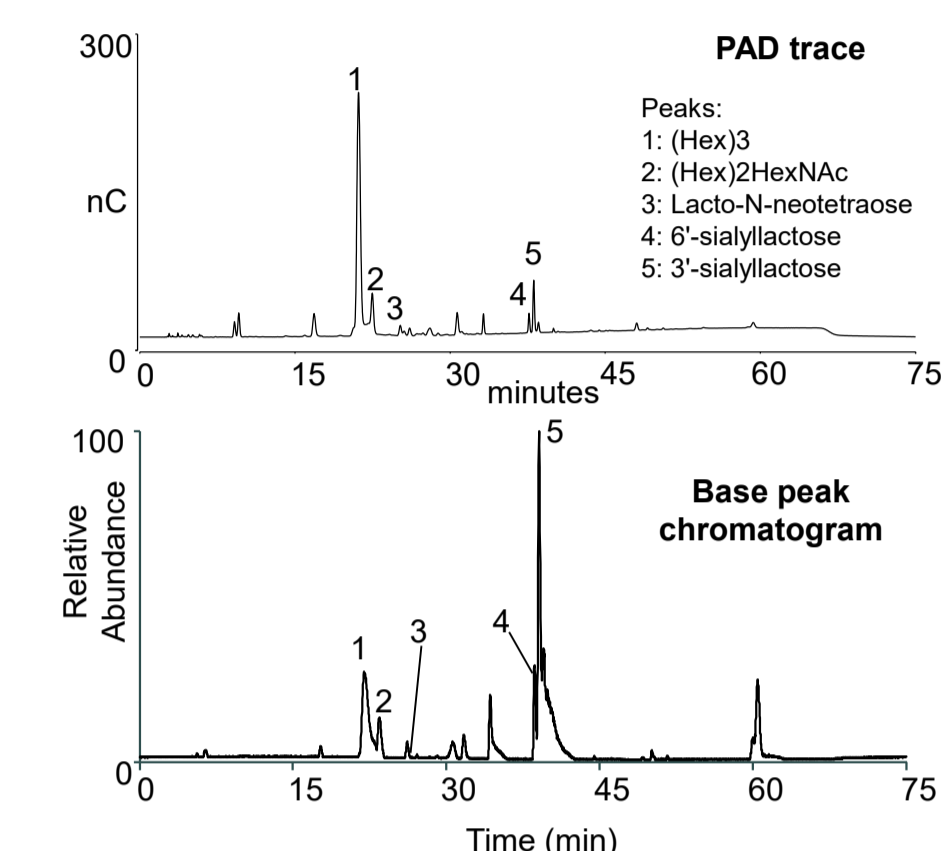 300
PAD trace
1
Peaks:
1: (Hex)3
2: (Hex)2HexNAc
3: Lacto-N-neotetraose
4: 6'-sialyllactose
5: 3'-sialyllactose
nC
2
3
4
5
0
0 15 30 45 60 75
minutes
100
5
Base peak
chromatogram
Relative
Abundance
1
2
3
4
0
0 15 30 45 60 75
Time (min)